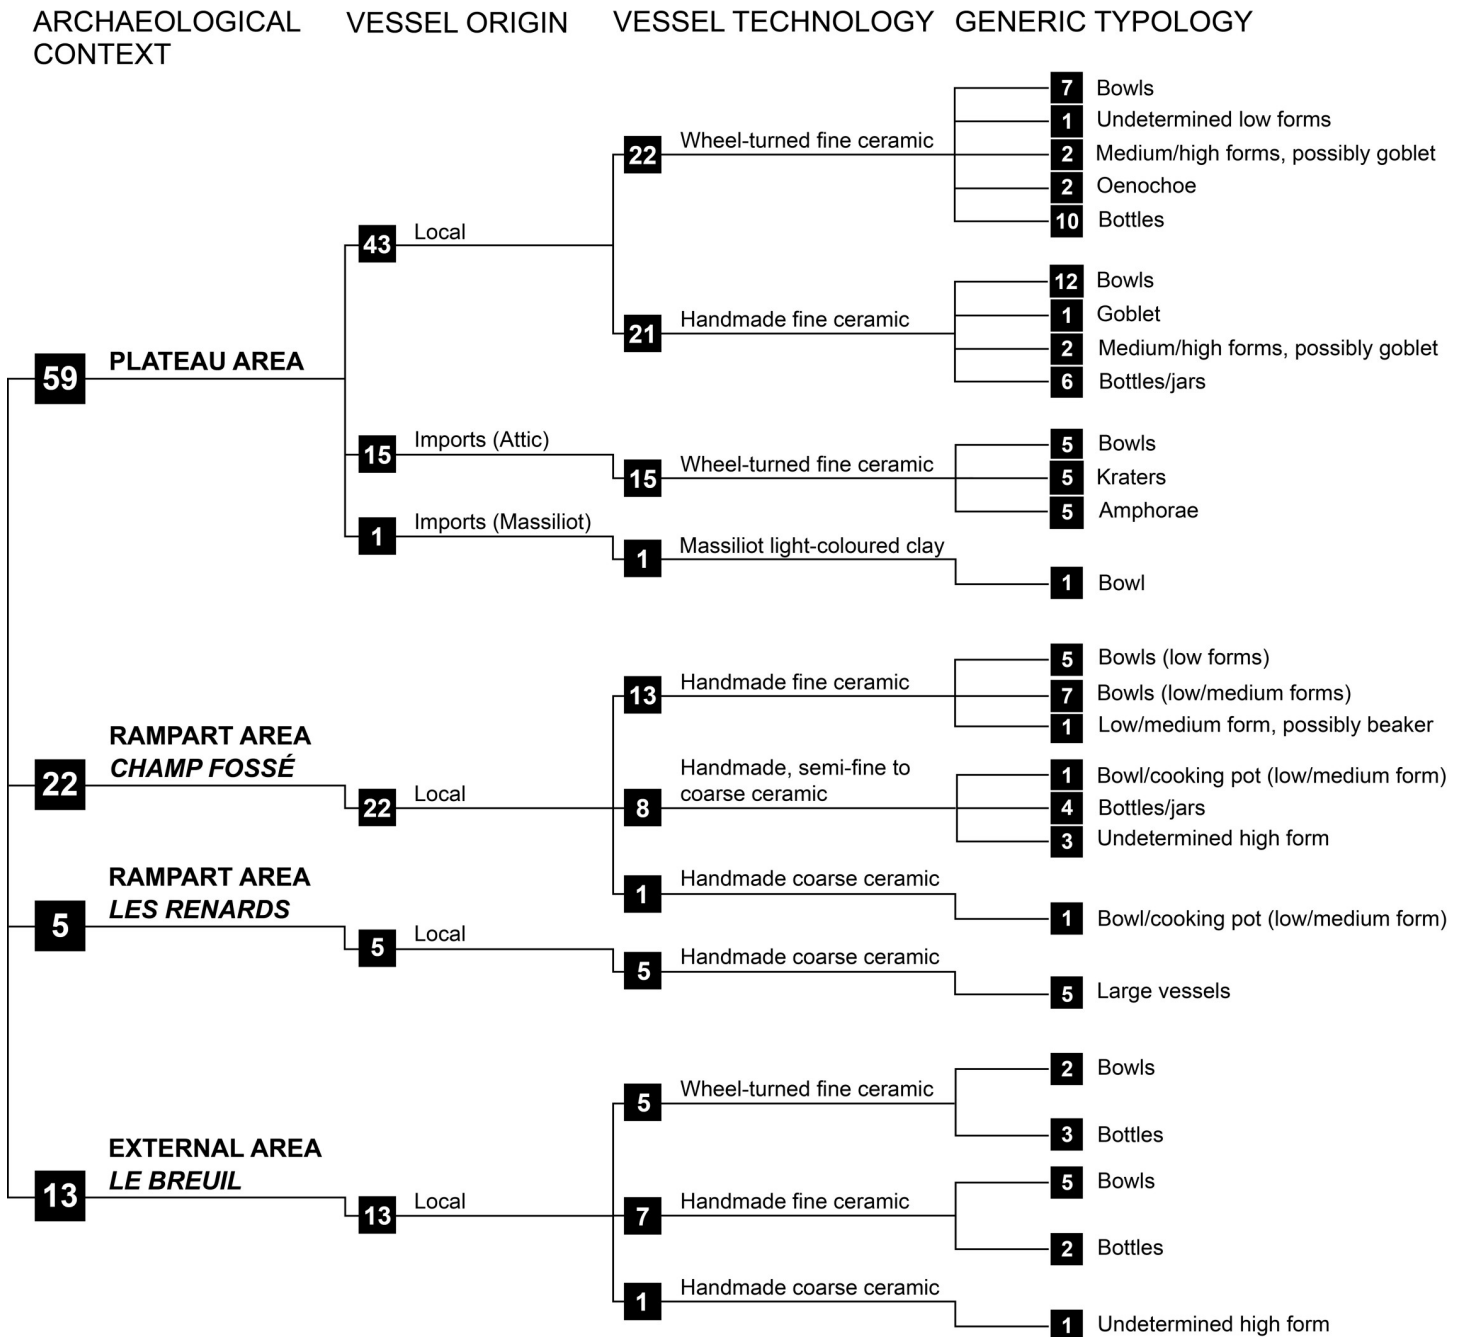 ARCHAEOLOGICAL
CONTEXT
VESSEL ORIGIN
VESSEL TECHNOLOGY
GENERIC TYPOLOGY
59
PLATEAU AREA
43
Local
22
Wheel-turned fine ceramic
7 Bowls
1 Undetermined low forms
2 Medium/high forms, possibly goblet
2 Oenochoe
10 Bottles
21
Handmade fine ceramic
12 Bowls
1 Goblet
2 Medium/high forms, possibly goblet
6 Bottles/jars
15
Imports (Attic)
15
Wheel-turned fine ceramic
5 Bowls
5 Kraters
5 Amphorae
1
Imports (Massiliot)
1
Massiliot light-coloured clay
1 Bowl
22
RAMPART AREA
CHAMP FOSSÉ
22
Local
13
Handmade fine ceramic
5 Bowls (low forms)
7 Bowls (low/medium forms)
1 Low/medium form, possibly beaker
8
Handmade, semi-fine to
coarse ceramic
1 Bowl/cooking pot (low/medium form)
4 Bottles/jars
3 Undetermined high form
1
Handmade coarse ceramic
1 Bowl/cooking pot (low/medium form)
5
RAMPART AREA
LES RENARDS
5
Local
5
Handmade coarse ceramic
5 Large vessels
13
EXTERNAL AREA
LE BREUIL
13
Local
5
Wheel-turned fine ceramic
2 Bowls
3 Bottles
7
Handmade fine ceramic
5 Bowls
2 Bottles
1
Handmade coarse ceramic
1 Undetermined high form